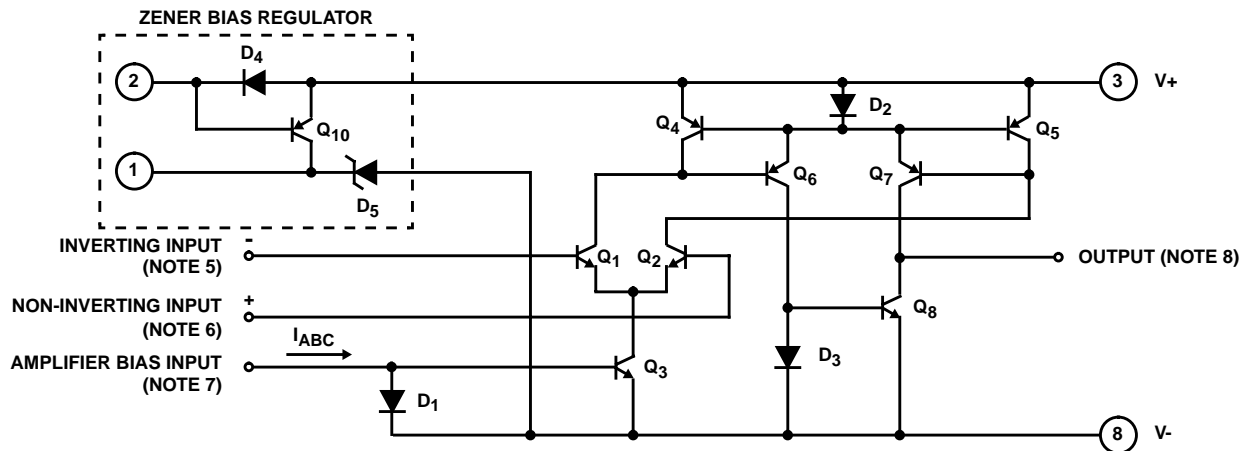 ZENER BIAS REGULATOR
2
D4
3
V+
Q10
Q4
D2
Q5
1
D5
Q6
Q7
INVERTING INPUT
-
(NOTE 5)
Q1
Q2
OUTPUT (NOTE 8)
NON-INVERTING INPUT
+
(NOTE 6)
Q8
IABC
AMPLIFIER BIAS INPUT
(NOTE 7)
Q3
D3
D1
8
V-